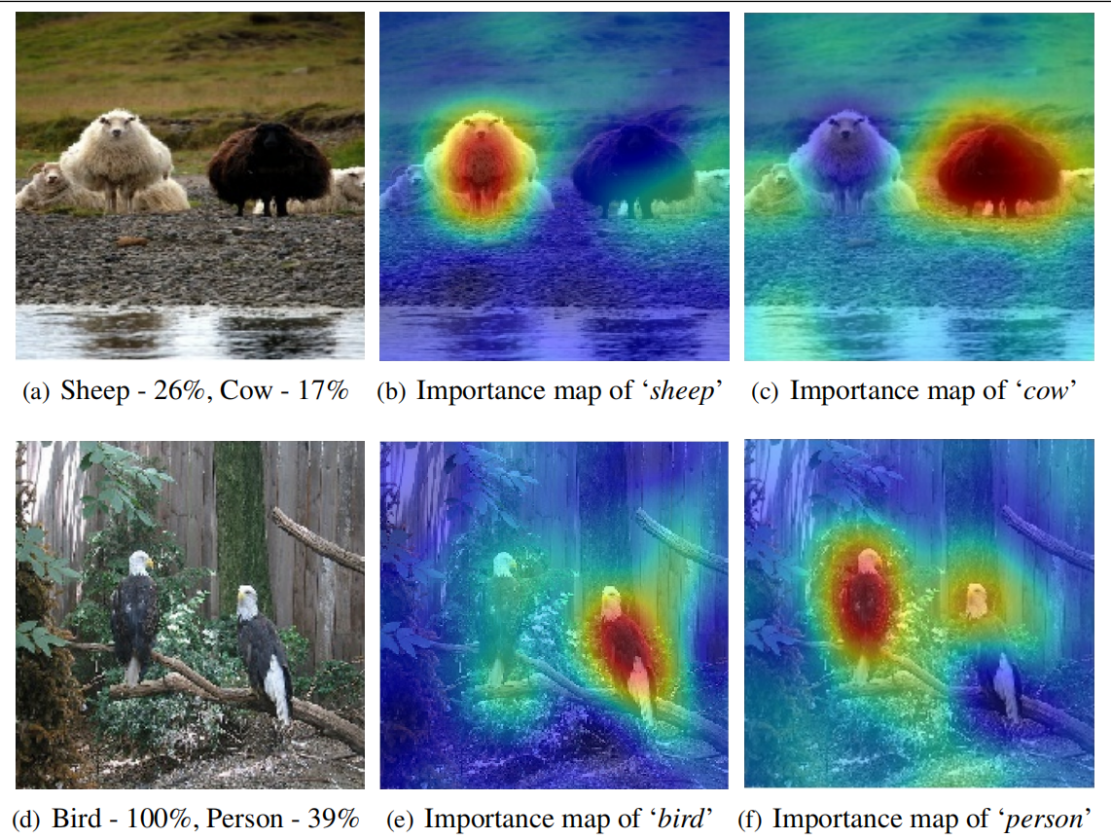 (a) Sheep - 26%, Cow - 17%
(b) Importance map of ‘sheep’
(c) Importance map of ‘cow’
(d) Bird - 100%, Person - 39%
(e) Importance map of ‘bird’
(f) Importance map of ‘person’